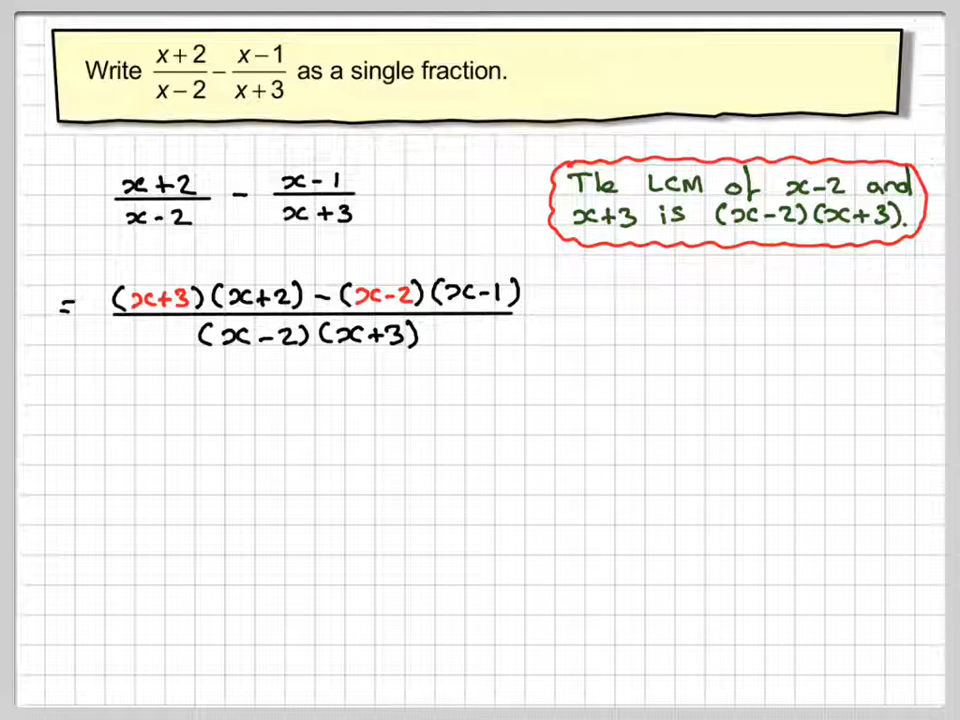 Write (x+2)/(x−2) − (x−1)/(x+3) as a single fraction.
(x+2)/(x-2) - (x-1)/(x+3)
The LCM of x-2 and
x+3 is (x-2)(x+3).
= ((x+3)(x+2) - (x-2)(x-1))/((x-2)(x+3))